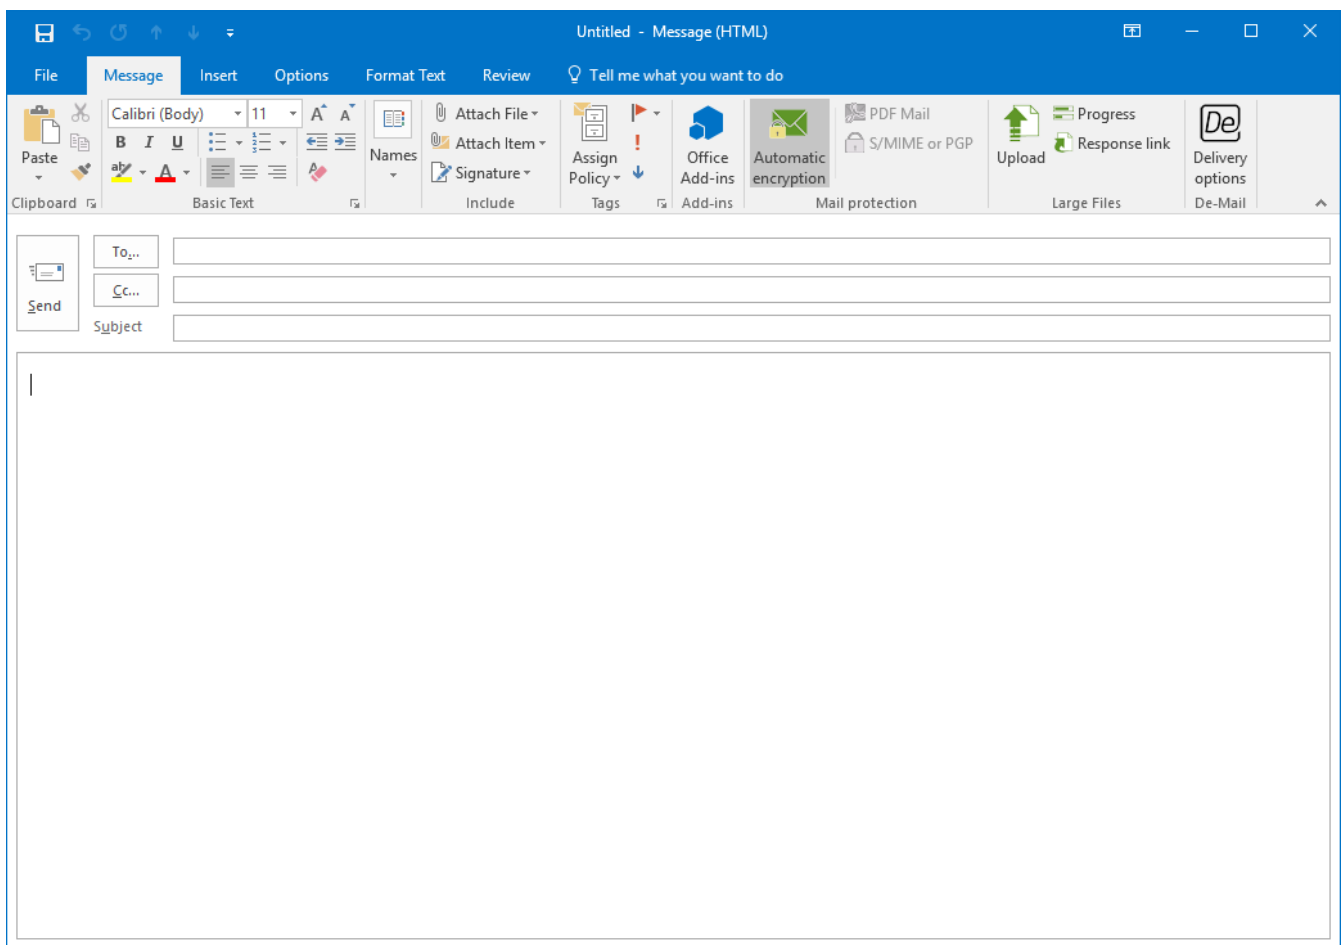 Untitled - Message (HTML)
File Message Insert Options Format Text Review Tell me what you want to do
Calibri (Body) 11 A A Attach File PDF Mail Progress De
B I U Attach Item S/MIME or PGP Response link
Paste Names Assign Office Automatic Upload Delivery
aby A Signature Policy Add-ins encryption options
Clipboard Basic Text Include Tags Add-ins Mail protection Large Files De-Mail
To...
Cc...
Send
Subject